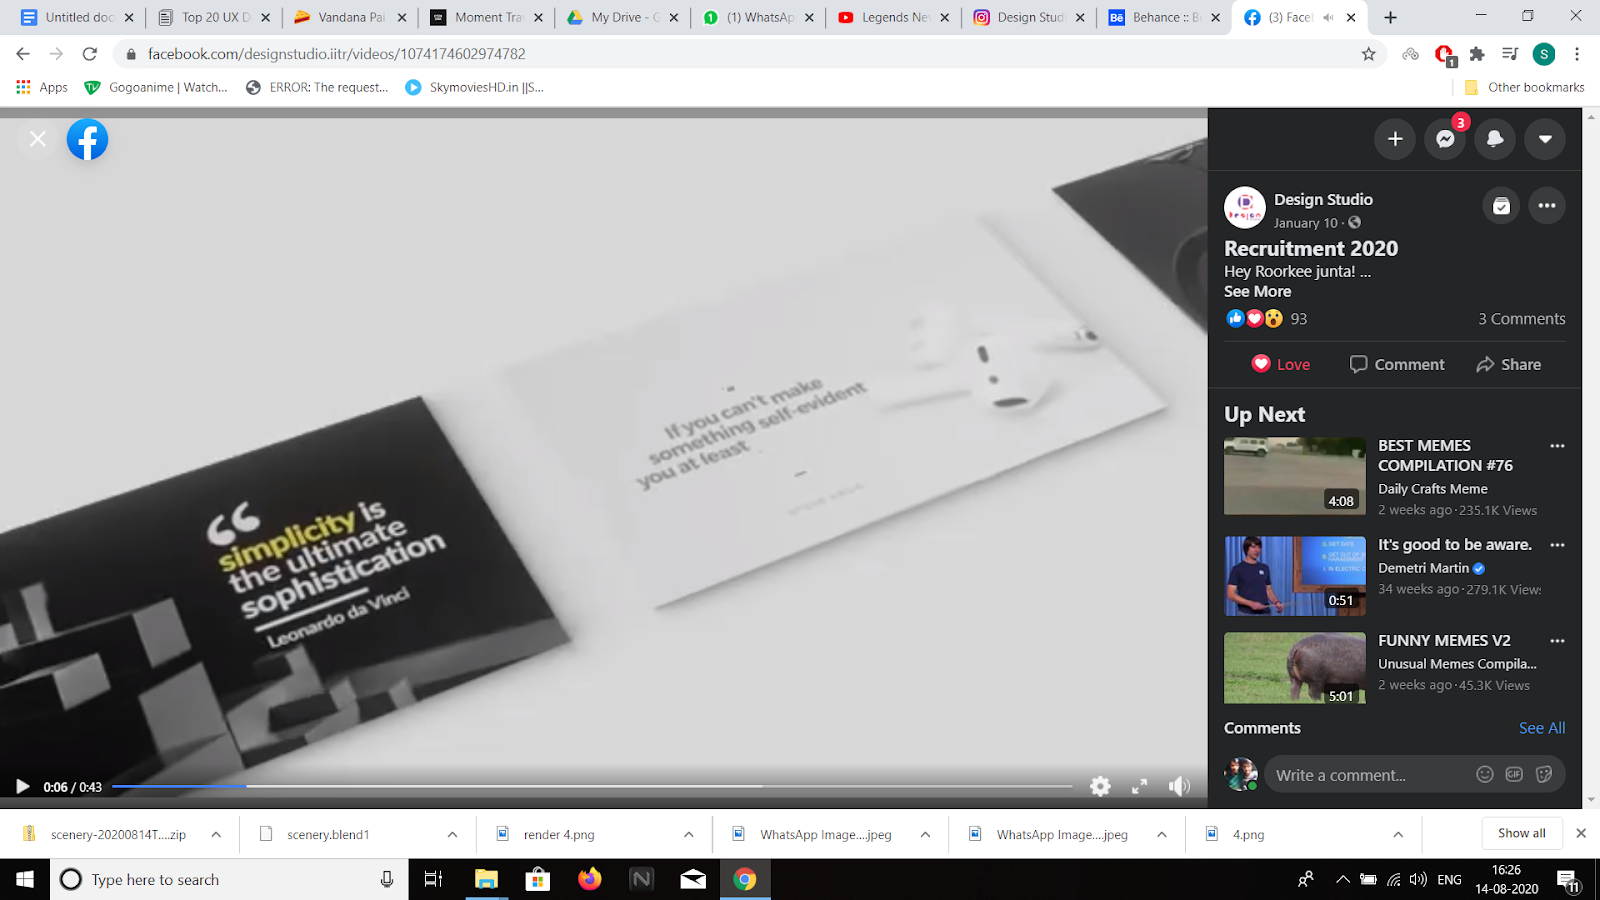 Untitled doc
Top 20 UX D
Vandana Pai
Moment Tra
My Drive - G
(1) WhatsAp
Legends Ne
Design Stud
Behance :: B
(3) Face
facebook.com/designstudio.iitr/videos/1074174602974782
1
S
Apps
Gogoanime | Watch...
ERROR: The request...
SkymoviesHD.in ||S...
Other bookmarks
3
Design Studio
January 10 ·
Recruitment 2020
Hey Roorkee junta! ...
See More
93
3 Comments
Love
Comment
Share
Up Next
BEST MEMES
COMPILATION #76
Daily Crafts Meme
2 weeks ago · 235.1K Views
4:08
It's good to be aware.
Demetri Martin
34 weeks ago · 279.1K Views
0:51
FUNNY MEMES V2
Unusual Memes Compila...
2 weeks ago · 45.3K Views
5:01
Comments
See All
Write a comment...
GIF
If you can't make
something self-evident
you at least
“
simplicity is
the ultimate
sophistication
Leonardo da Vinci
0:06 / 0:43
scenery-20200814T....zip
scenery.blend1
render 4.png
WhatsApp Image....jpeg
WhatsApp Image....jpeg
4.png
Show all
Type here to search
ENG
16:26
14-08-2020
11